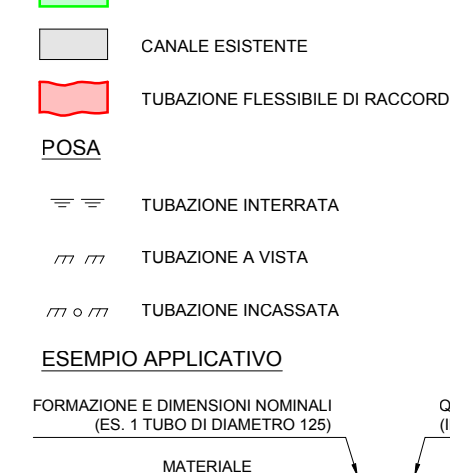 CANALE ESISTENTE
TUBAZIONE FLESSIBILE DI RACCORD
POSA
TUBAZIONE INTERRATA
TUBAZIONE A VISTA
TUBAZIONE INCASSATA
ESEMPIO APPLICATIVO
FORMAZIONE E DIMENSIONI NOMINALI
(ES. 1 TUBO DI DIAMETRO 125)
MATERIALE